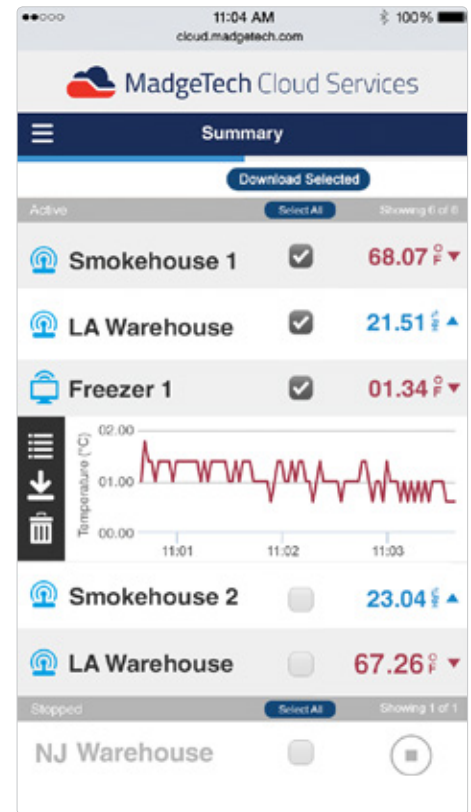 11:04 AM
100%
cloud.madgetech.com
MadgeTech Cloud Services
Summary
Download Selected
Active Select All Showing 6 of 6
Smokehouse 1 68.07 °F
LA Warehouse 21.51 %RH
Freezer 1 01.34 °F
Temperature (°C)
02.00
01.00
00.00
11:01 11:02 11:03
Smokehouse 2 23.04 %RH
LA Warehouse 67.26 °F
Stopped Select All Showing 1 of 1
NJ Warehouse